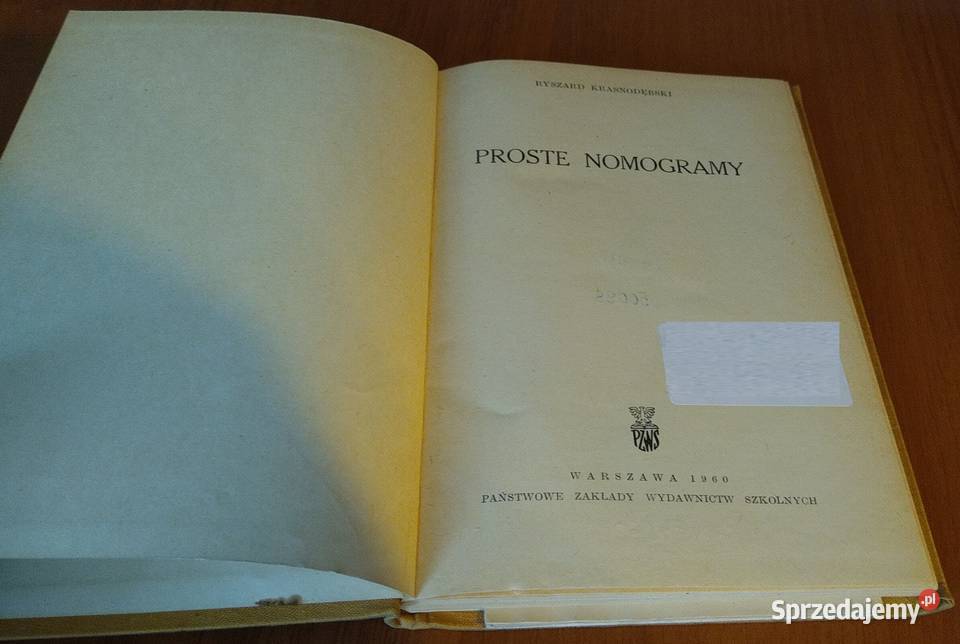 RYSZARD KRASNODĘBSKI
PROSTE NOMOGRAMY
PZWS
WARSZAWA 1960
PAŃSTWOWE ZAKŁADY WYDAWNICTW SZKOLNYCH
Sprzedajemy.pl